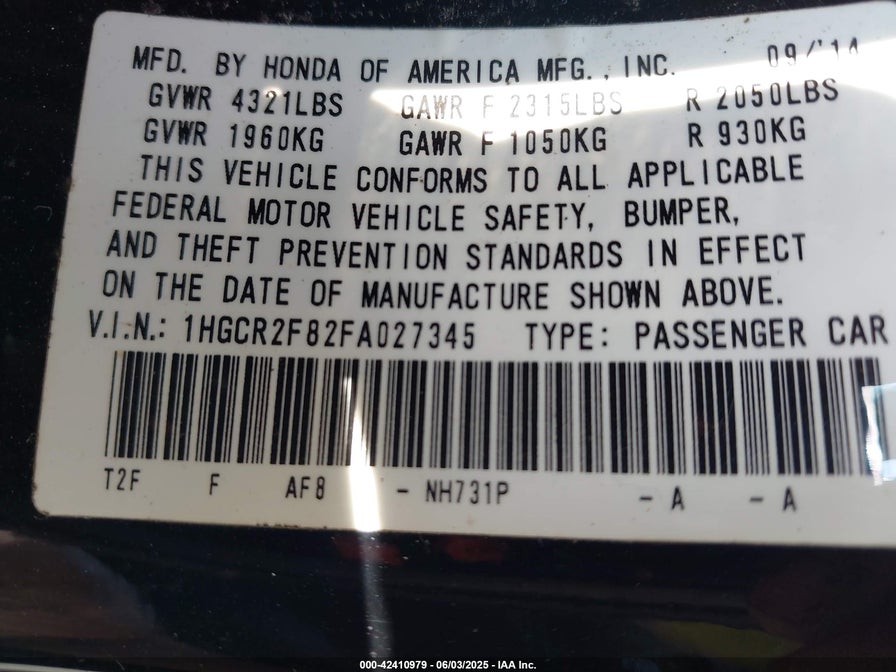 MFD. BY HONDA OF AMERICA MFG., INC. 09/'14
GVWR 4321LBS GAWR F 2315LBS R 2050LBS
GVWR 1960KG GAWR F 1050KG R 930KG
THIS VEHICLE CONFORMS TO ALL APPLICABLE
FEDERAL MOTOR VEHICLE SAFETY, BUMPER,
AND THEFT PREVENTION STANDARDS IN EFFECT
ON THE DATE OF MANUFACTURE SHOWN ABOVE.
V.I.N.: 1HGCR2F82FA027345 TYPE: PASSENGER CAR
T2F F AF8 - NH731P - A - A
000-42410979 - 06/03/2025 - IAA Inc.